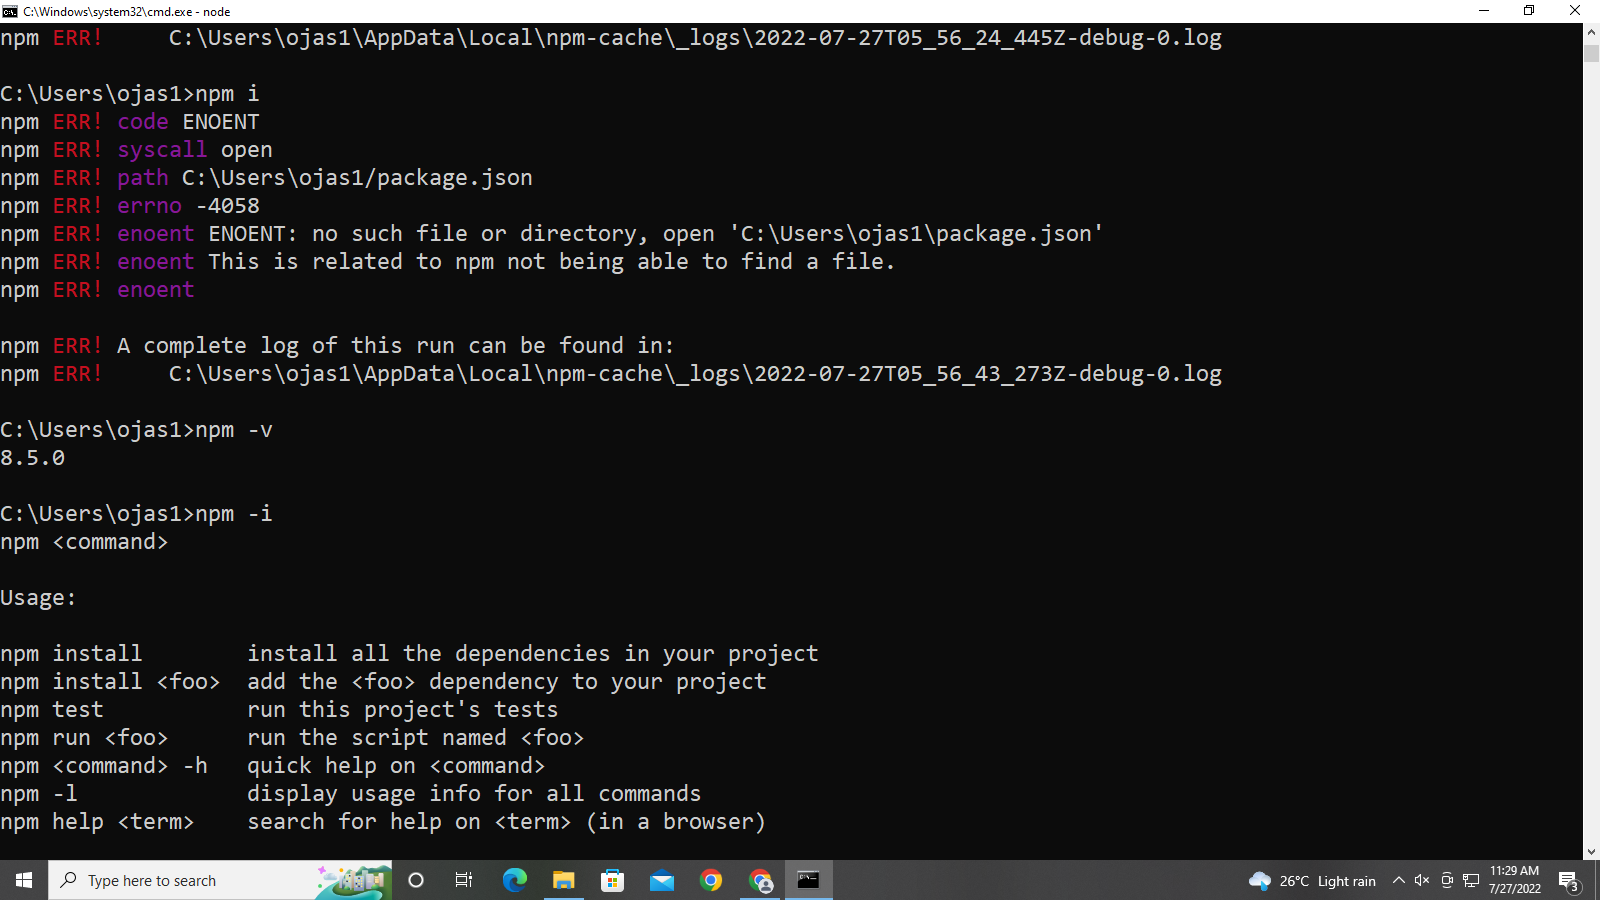 C:\Windows\system32\cmd.exe - node
npm ERR!     C:\Users\ojas1\AppData\Local\npm-cache\_logs\2022-07-27T05_56_24_445Z-debug-0.log
C:\Users\ojas1>npm i
npm ERR! code ENOENT
npm ERR! syscall open
npm ERR! path C:\Users\ojas1/package.json
npm ERR! errno -4058
npm ERR! enoent ENOENT: no such file or directory, open 'C:\Users\ojas1\package.json'
npm ERR! enoent This is related to npm not being able to find a file.
npm ERR! enoent
npm ERR! A complete log of this run can be found in:
npm ERR!     C:\Users\ojas1\AppData\Local\npm-cache\_logs\2022-07-27T05_56_43_273Z-debug-0.log
C:\Users\ojas1>npm -v
8.5.0
C:\Users\ojas1>npm -i
npm <command>
Usage:
npm install        install all the dependencies in your project
npm install <foo>  add the <foo> dependency to your project
npm test           run this project's tests
npm run <foo>      run the script named <foo>
npm <command> -h   quick help on <command>
npm -l             display usage info for all commands
npm help <term>    search for help on <term> (in a browser)
Type here to search
26°C Light rain
11:29 AM
7/27/2022
3